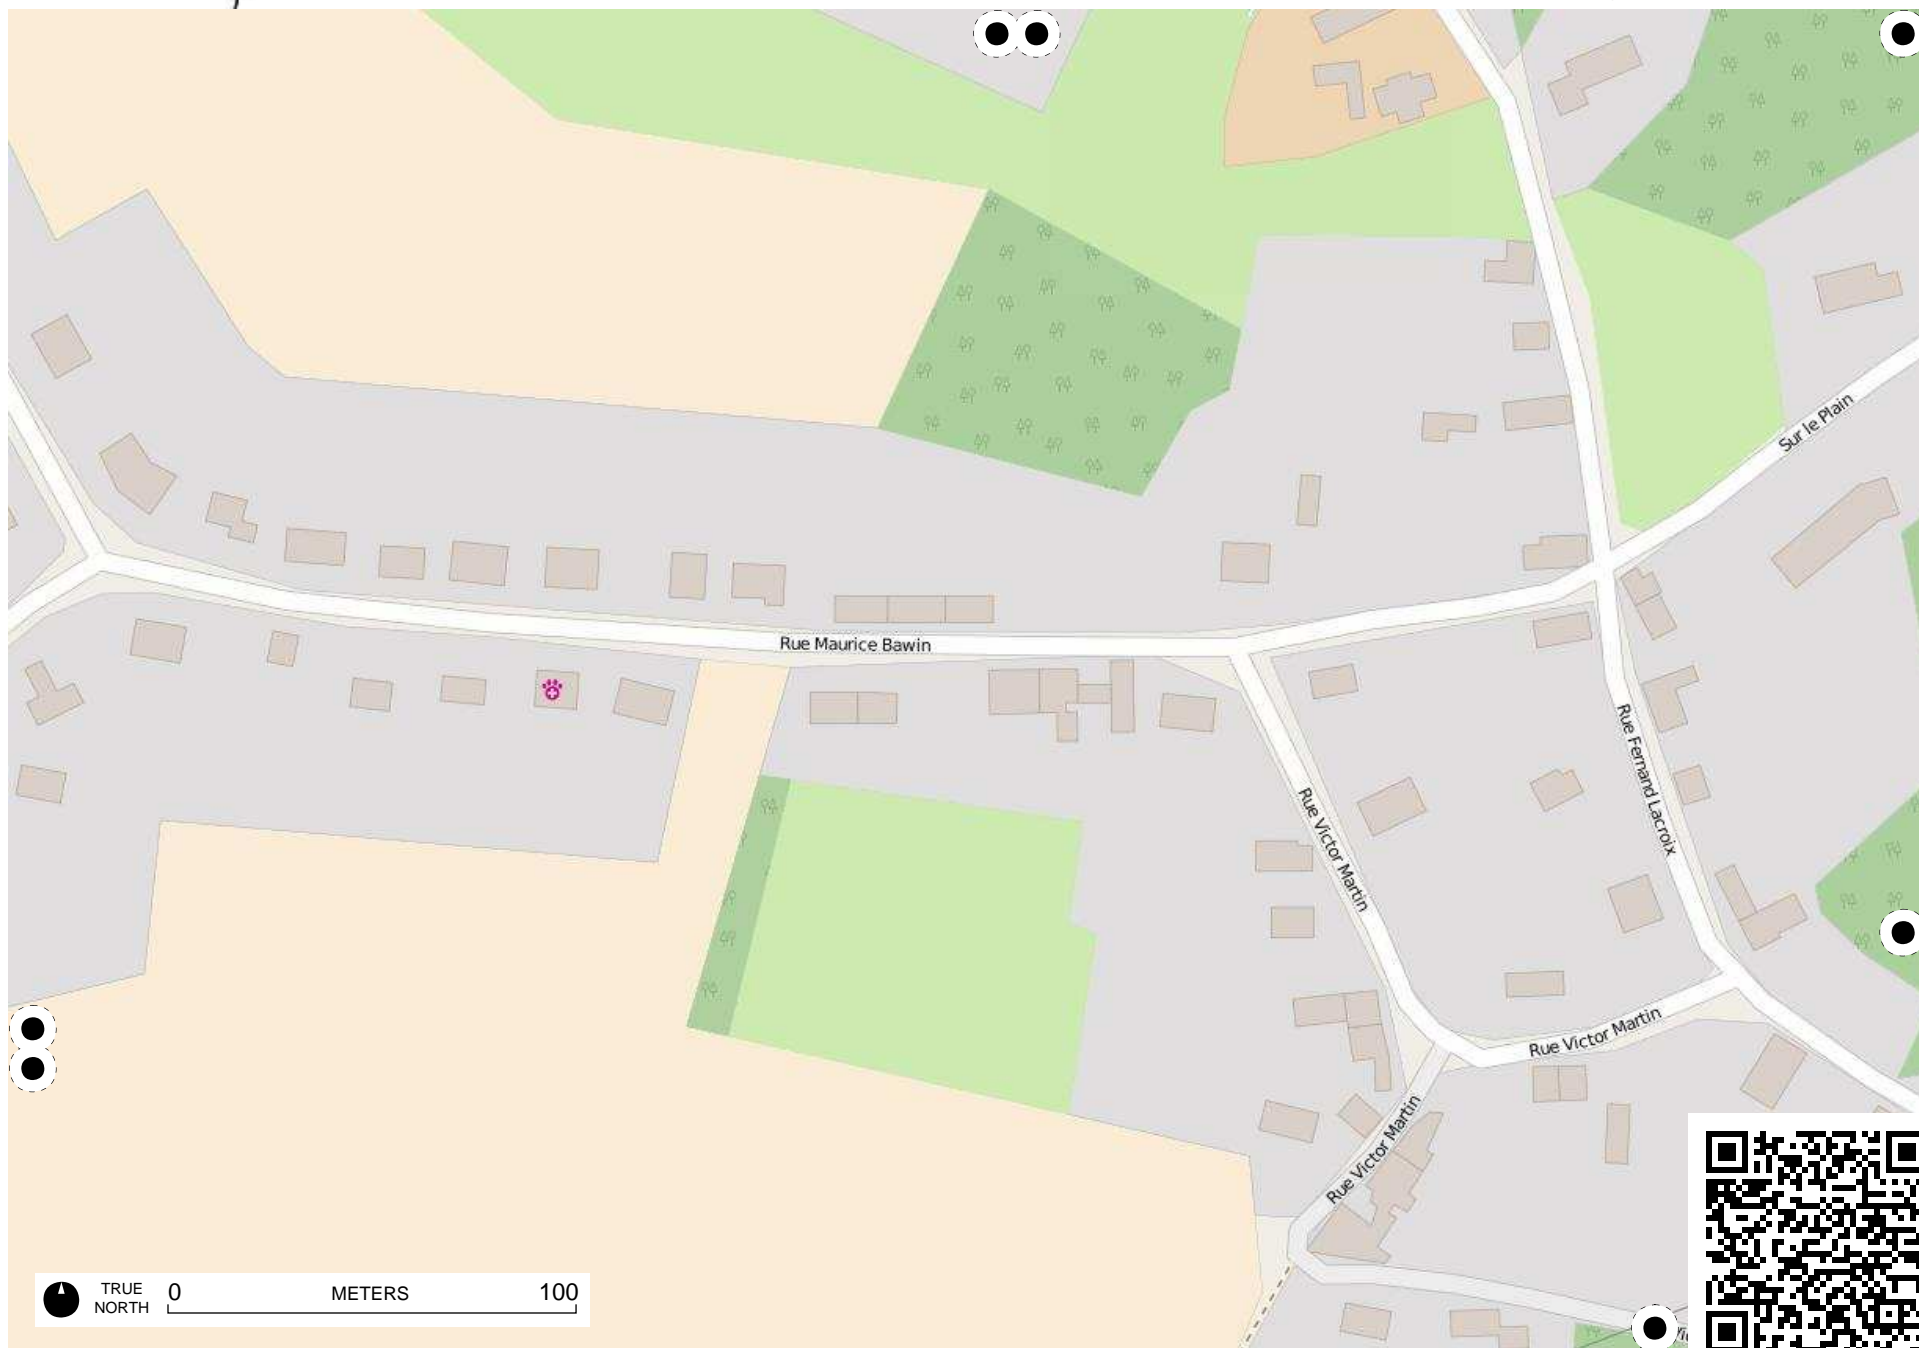 Sur le Plain
Rue Maurice Bawin
Rue Fernand Lacroix
Rue Victor Martin
Rue Victor Martin
Rue Victor Martin
TRUE
NORTH
0 METERS 100